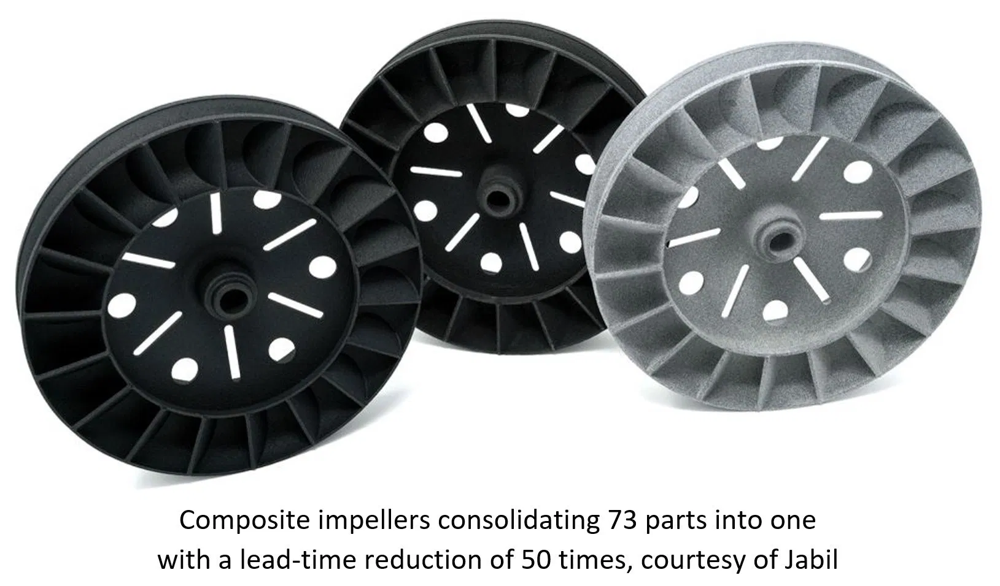 Composite impellers consolidating 73 parts into one
with a lead-time reduction of 50 times, courtesy of Jabil